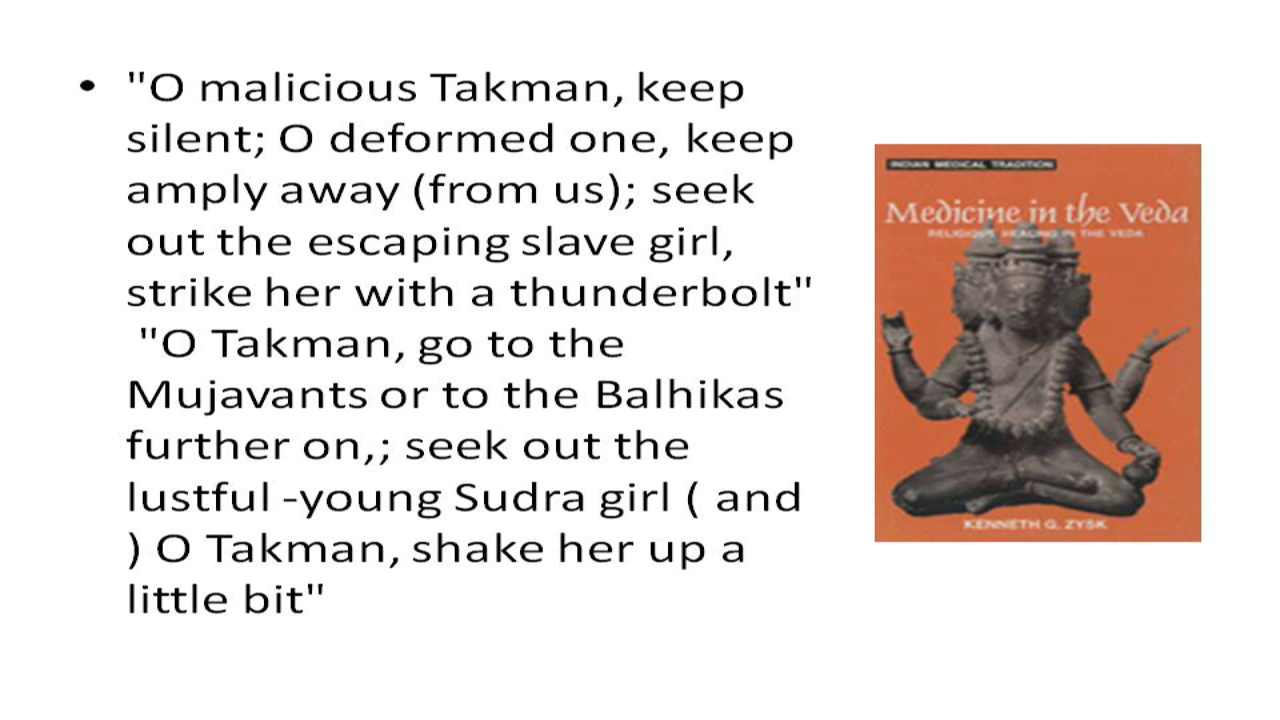 • "O malicious Takman, keep
silent; O deformed one, keep
amply away (from us); seek
out the escaping slave girl,
strike her with a thunderbolt"
"O Takman, go to the
Mujavants or to the Balhikas
further on,; seek out the
lustful -young Sudra girl ( and
) O Takman, shake her up a
little bit"
INDIAN MEDICAL TRADITION
Medicine in the Veda
RELIGIOUS HEALING IN THE VEDA
KENNETH G. ZYSK